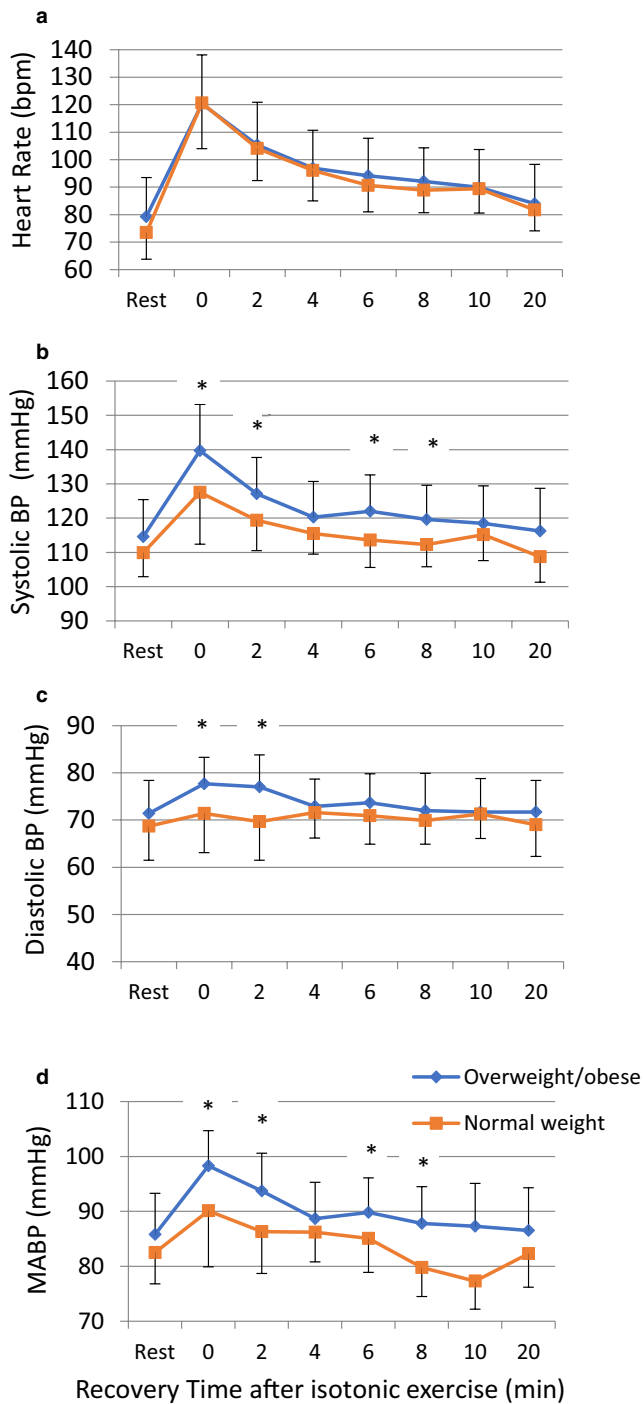 a
Heart Rate (bpm)
140
130
120
110
100
90
80
70
60
Rest 0 2 4 6 8 10 20
b
Systolic BP (mmHg)
160
150
140
130
120
110
100
90
* * * *
Rest 0 2 4 6 8 10 20
c
Diastolic BP (mmHg)
90
80
70
60
50
40
* *
Rest 0 2 4 6 8 10 20
d
Overweight/obese
Normal weight
MABP (mmHg)
110
100
90
80
70
* * * *
Rest 0 2 4 6 8 10 20
Recovery Time after isotonic exercise (min)